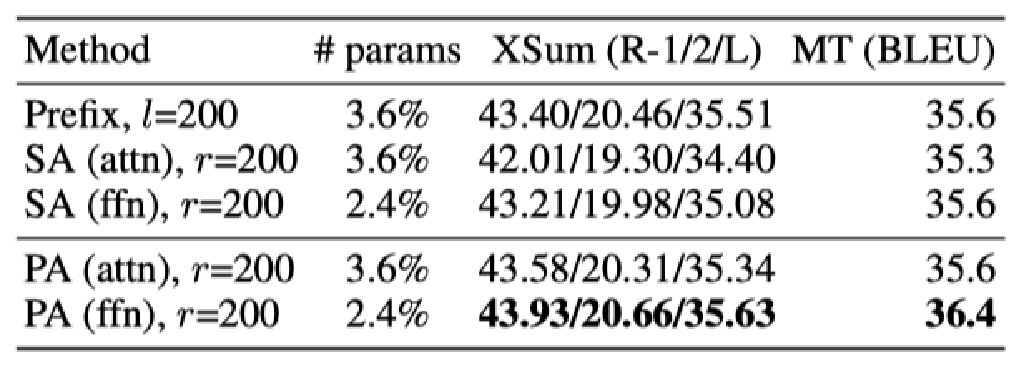 Method # params XSum (R-1/2/L) MT (BLEU)
Prefix, l=200 3.6% 43.40/20.46/35.51 35.6
SA (attn), r=200 3.6% 42.01/19.30/34.40 35.3
SA (ffn), r=200 2.4% 43.21/19.98/35.08 35.6
PA (attn), r=200 3.6% 43.58/20.31/35.34 35.6
PA (ffn), r=200 2.4% 43.93/20.66/35.63 36.4